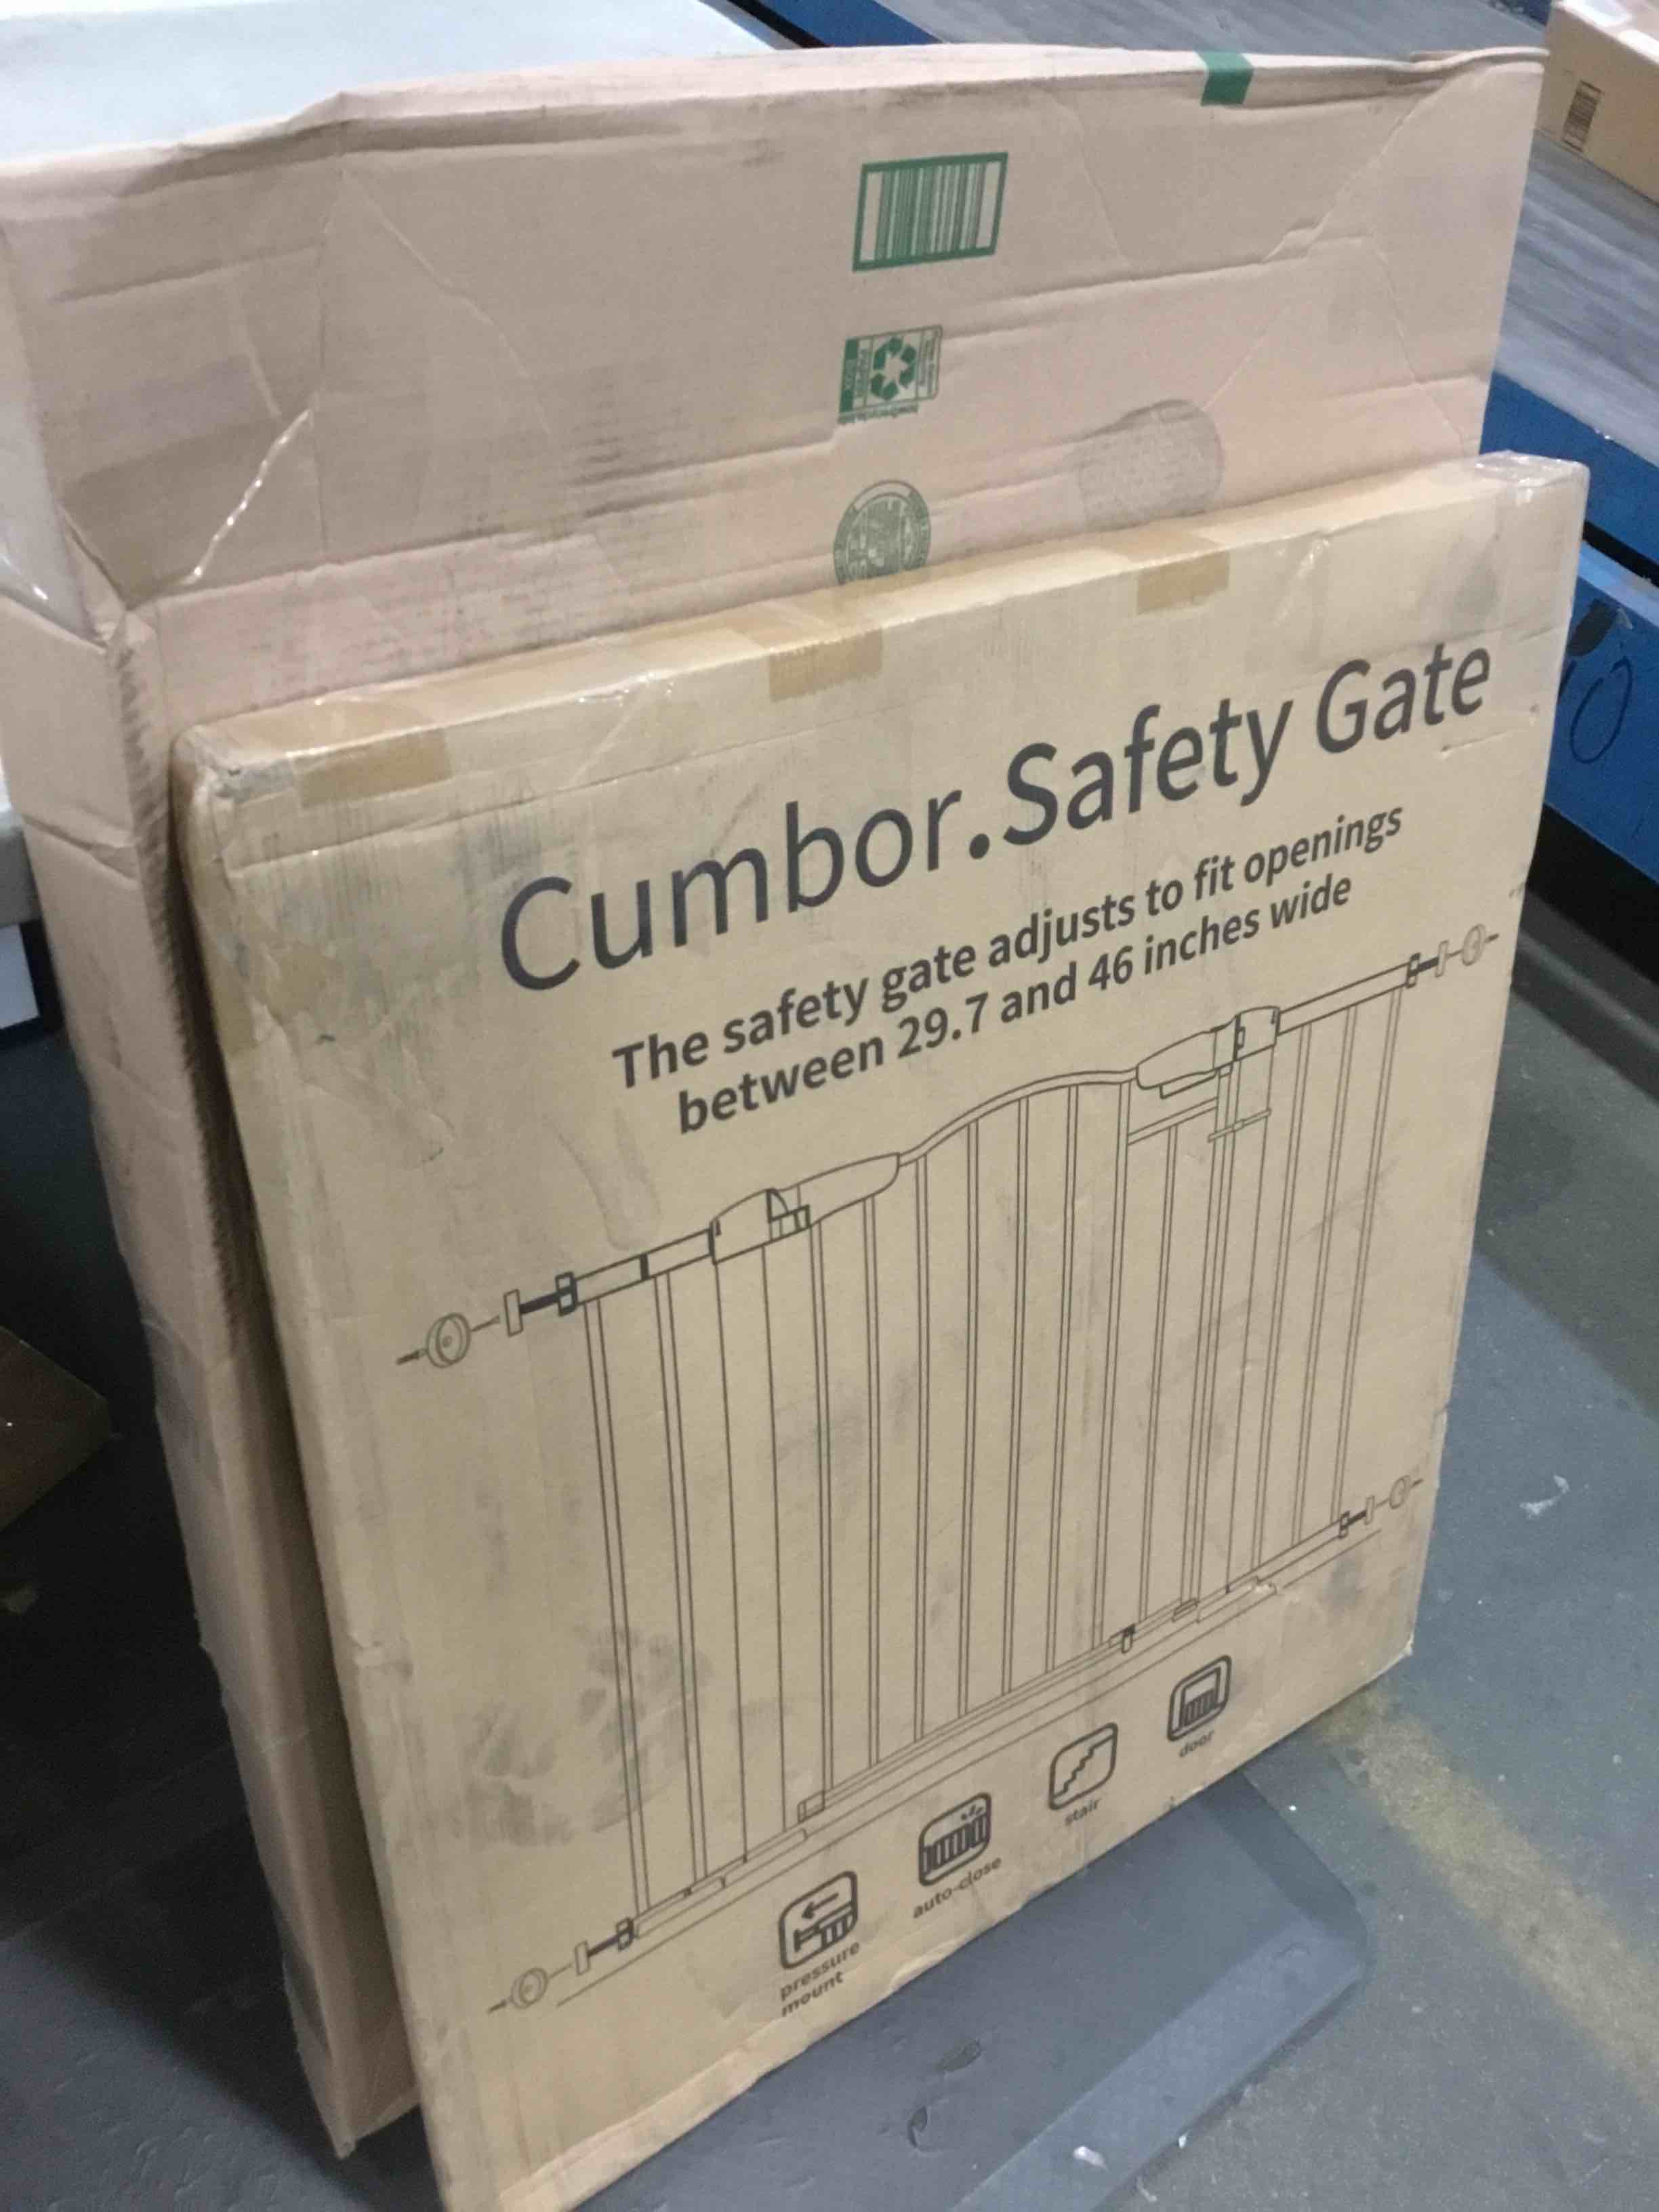 Cumbor.Safety Gate
The safety gate adjusts to fit openings
between 29.7 and 46 inches wide
pressure
mount
auto-close
stair
door